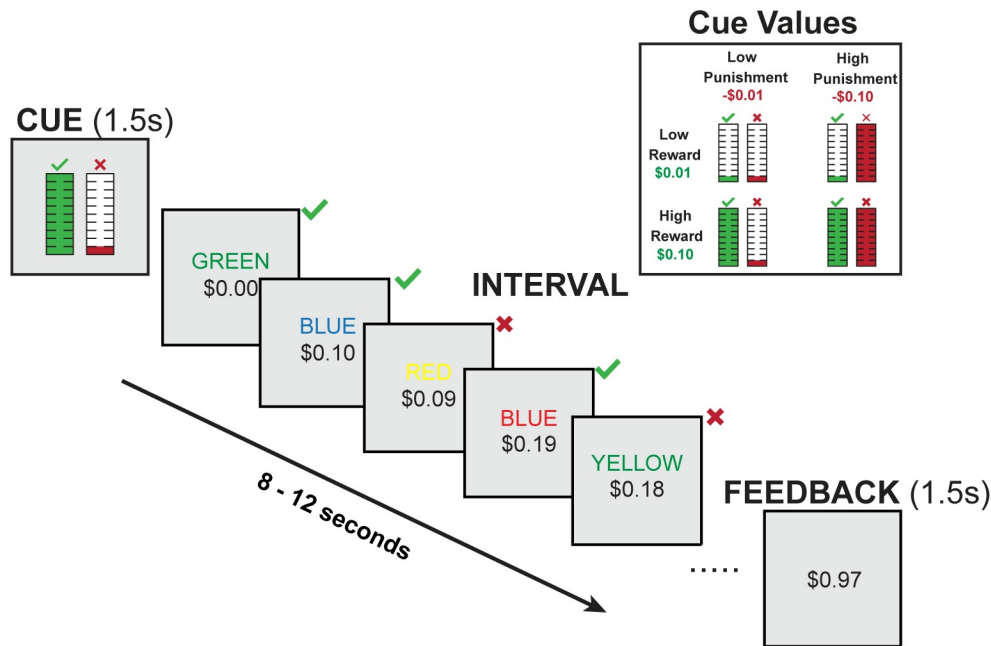 Cue Values
Low
Punishment
-$0.01
High
Punishment
-$0.10
Low
Reward
$0.01
High
Reward
$0.10
CUE (1.5s)
GREEN
$0.00
BLUE
$0.10
INTERVAL
RED
$0.09
BLUE
$0.19
YELLOW
$0.18
8 - 12 seconds
FEEDBACK (1.5s)
.....
$0.97